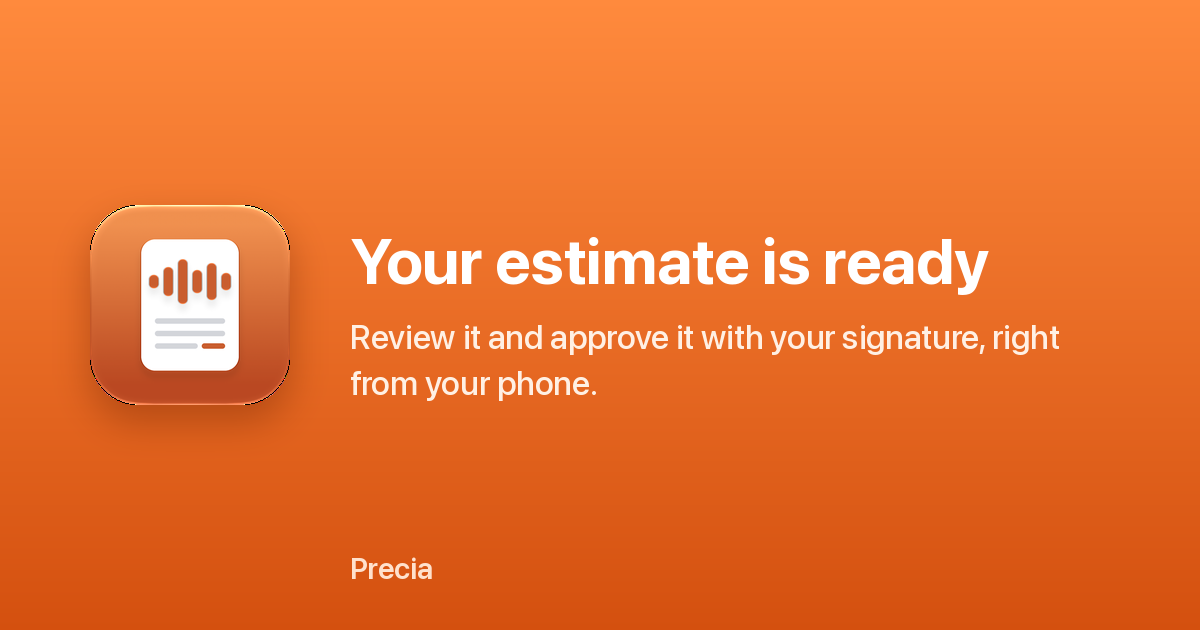 Your estimate is ready
Review it and approve it with your signature, right
from your phone.
Precia